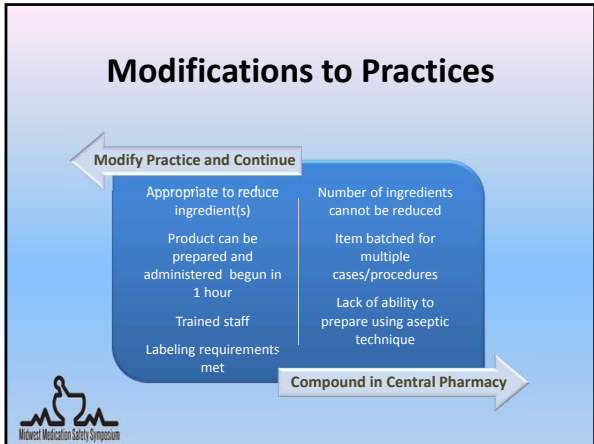 Modifications to Practices
Modify Practice and Continue
Appropriate to reduce
ingredient(s)
Product can be
prepared and
administered begun in
1 hour
Trained staff
Labeling requirements
met
Number of ingredients
cannot be reduced
Item batched for
multiple
cases/procedures
Lack of ability to
prepare using aseptic
technique
Compound in Central Pharmacy
Midwest Medication Safety Symposium